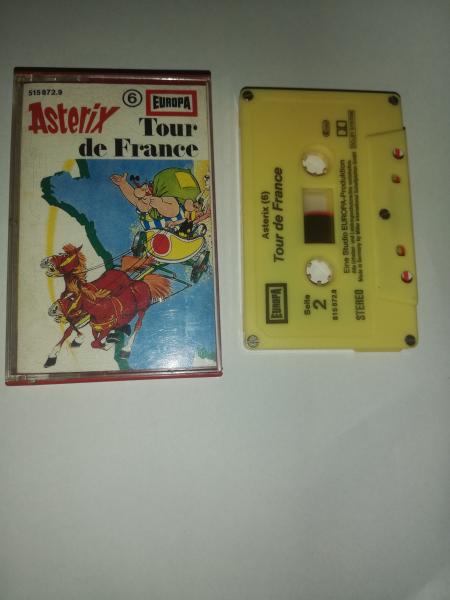 515 872.9
6
EUROPA
Asterix
Tour
de France
Asterix (6)
Tour de France
EUROPA
Seite
2
515 872.9
Eine Studio EUROPA-Produktion
STEREO